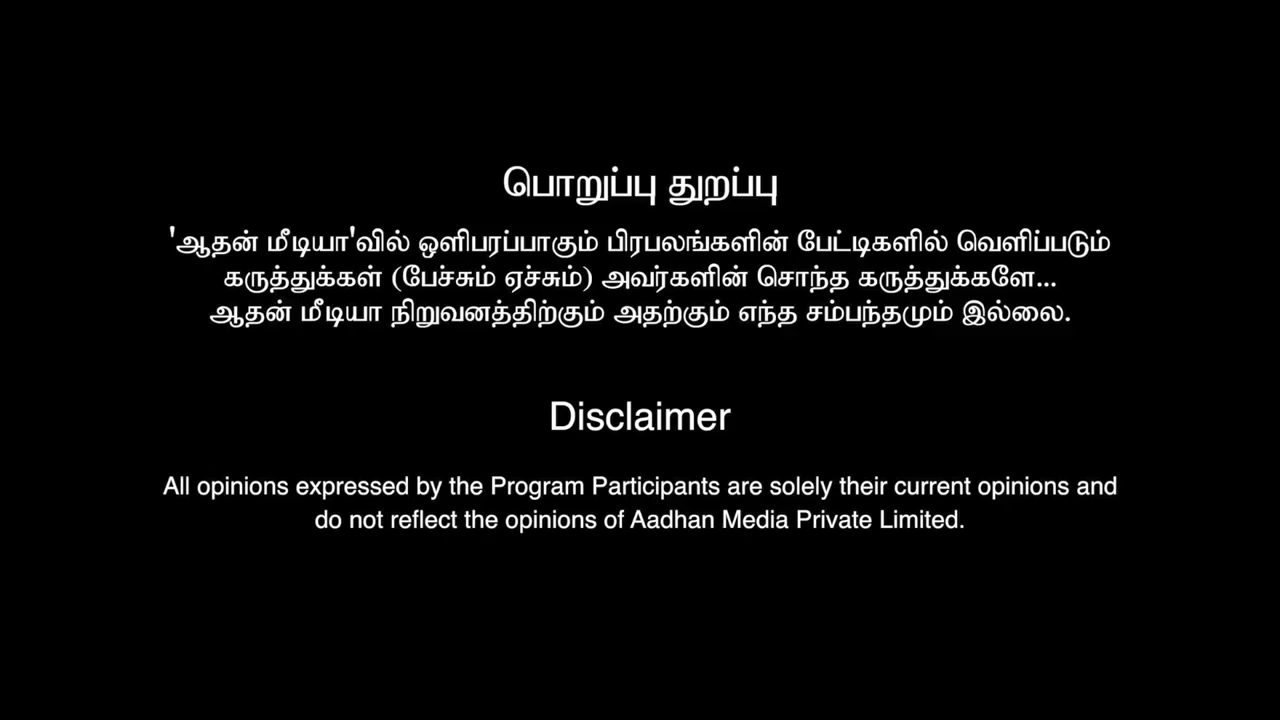 பொறுப்பு துறப்பு
'ஆதன் மீடியா'வில் ஒளிபரப்பாகும் பிரபலங்களின் பேட்டிகளில் வெளிப்படும்
கருத்துக்கள் (பேச்சும் ஏச்சும்) அவர்களின் சொந்த கருத்துக்களே...
ஆதன் மீடியா நிறுவனத்திற்கும் அதற்கும் எந்த சம்பந்தமும் இல்லை.
Disclaimer
All opinions expressed by the Program Participants are solely their current opinions and
do not reflect the opinions of Aadhan Media Private Limited.